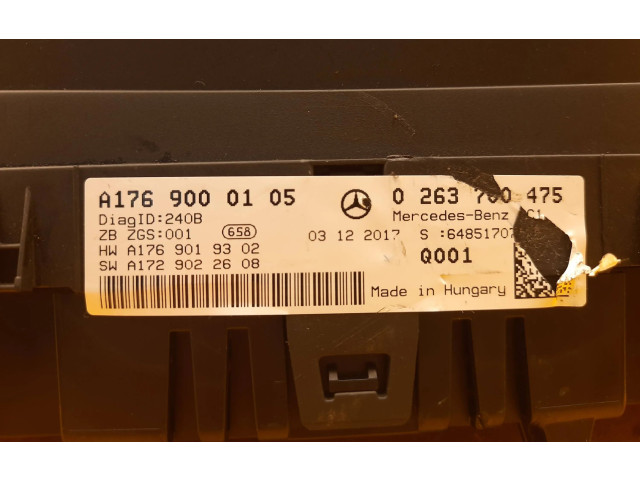 A176 900 01 05 0 263 700 475
DiagID:240B Mercedes-Benz
ZB ZGS:001 658 03 12 2017 S :64851707
HW A176 901 93 02 Q001
SW A172 902 26 08
Made in Hungary